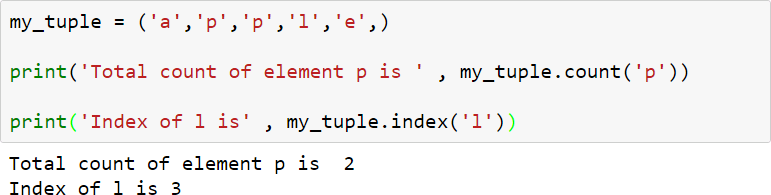 my_tuple = ('a','p','p','l','e',)
print('Total count of element p is ' , my_tuple.count('p'))
print('Index of l is' , my_tuple.index('l'))
Total count of element p is  2
Index of l is 3